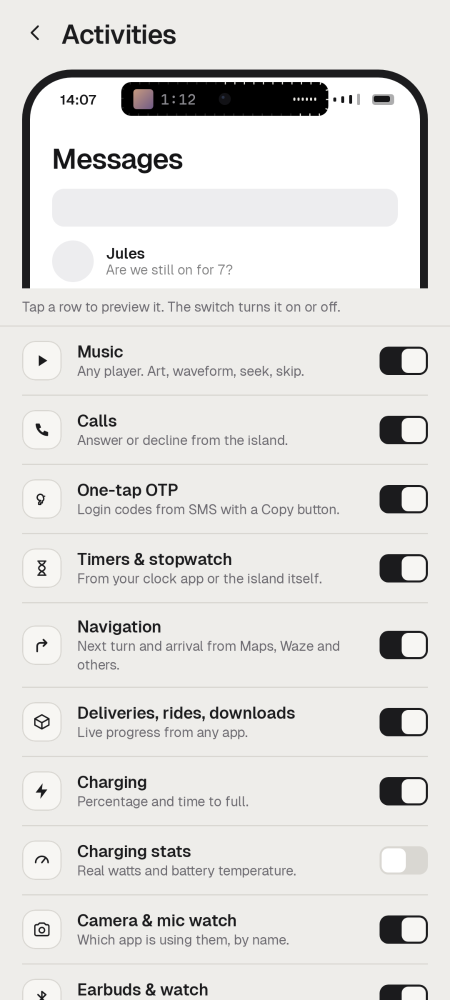 Activities
14:07
1:12
Messages
Jules
Are we still on for 7?
Tap a row to preview it. The switch turns it on or off.
Music
Any player. Art, waveform, seek, skip.
Calls
Answer or decline from the island.
One-tap OTP
Login codes from SMS with a Copy button.
Timers & stopwatch
From your clock app or the island itself.
Navigation
Next turn and arrival from Maps, Waze and
others.
Deliveries, rides, downloads
Live progress from any app.
Charging
Percentage and time to full.
Charging stats
Real watts and battery temperature.
Camera & mic watch
Which app is using them, by name.
Earbuds & watch